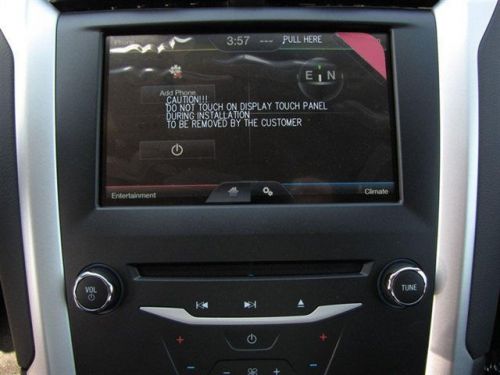 Phone 3:57 --- PULL HERE
E N
Add Phone
CAUTION!!!
DO NOT TOUCH ON DISPLAY TOUCH PANEL
DURING INSTALLATION
TO BE REMOVED BY THE CUSTOMER
Entertainment Climate
VOL TUNE